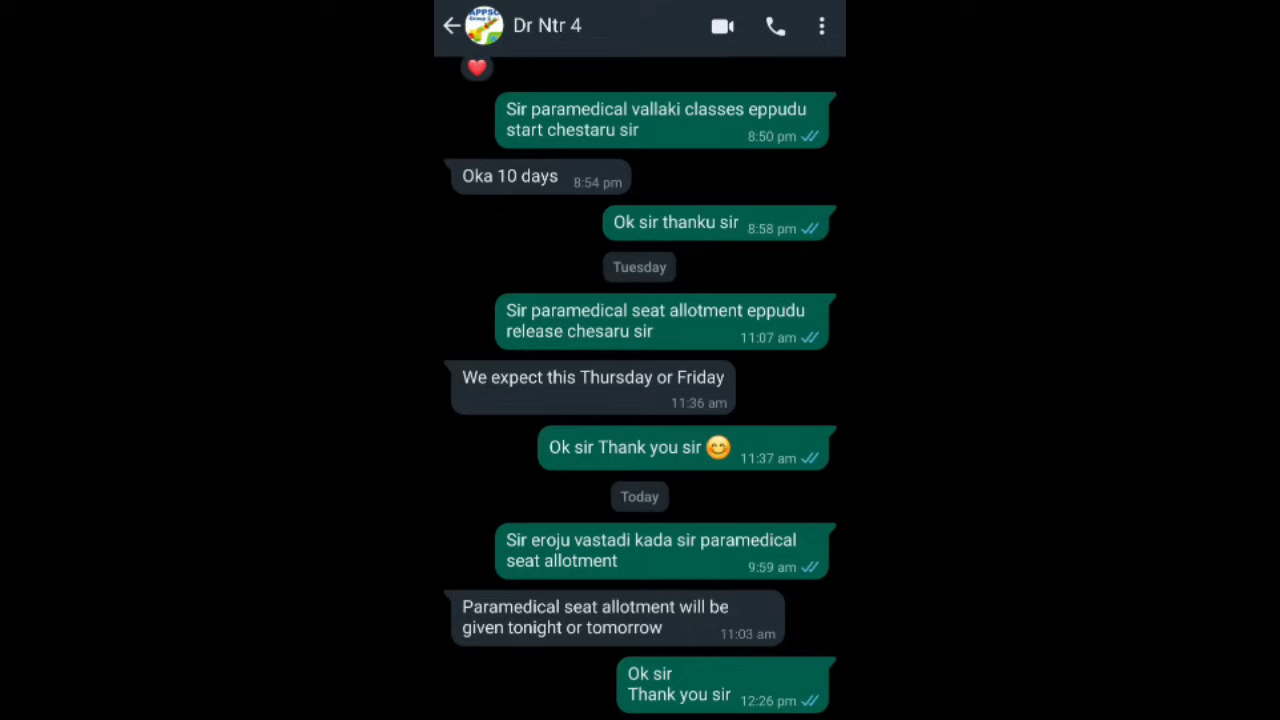 APPSC
Group 2
Dr Ntr 4
Sir paramedical vallaki classes eppudu
start chestaru sir
8:50 pm
Oka 10 days
8:54 pm
Ok sir thanku sir
8:58 pm
Tuesday
Sir paramedical seat allotment eppudu
release chesaru sir
11:07 am
We expect this Thursday or Friday
11:36 am
Ok sir Thank you sir 😊
11:37 am
Today
Sir eroju vastadi kada sir paramedical
seat allotment
9:59 am
Paramedical seat allotment will be
given tonight or tomorrow
11:03 am
Ok sir
Thank you sir
12:26 pm